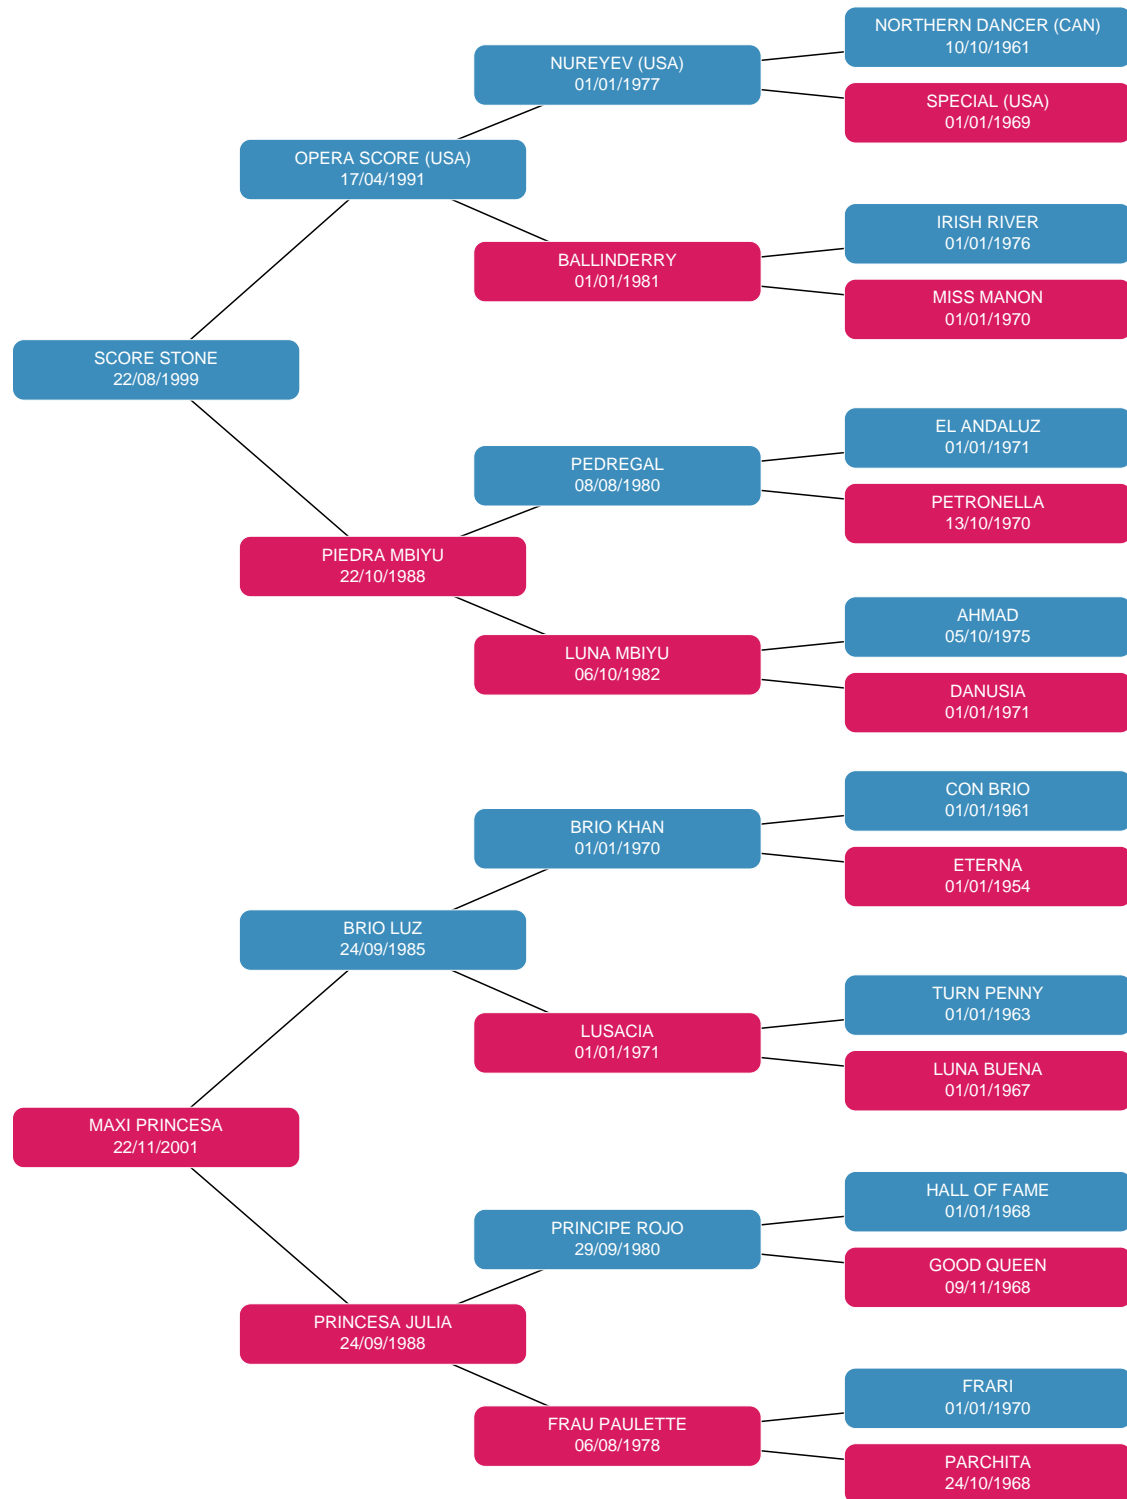 NORTHERN DANCER (CAN)
10/10/1961
NUREYEV (USA)
01/01/1977
SPECIAL (USA)
01/01/1969
OPERA SCORE (USA)
17/04/1991
IRISH RIVER
01/01/1976
BALLINDERRY
01/01/1981
MISS MANON
01/01/1970
SCORE STONE
22/08/1999
EL ANDALUZ
01/01/1971
PEDREGAL
08/08/1980
PETRONELLA
13/10/1970
PIEDRA MBIYU
22/10/1988
AHMAD
05/10/1975
LUNA MBIYU
06/10/1982
DANUSIA
01/01/1971
CON BRIO
01/01/1961
BRIO KHAN
01/01/1970
ETERNA
01/01/1954
BRIO LUZ
24/09/1985
TURN PENNY
01/01/1963
LUSACIA
01/01/1971
LUNA BUENA
01/01/1967
MAXI PRINCESA
22/11/2001
HALL OF FAME
01/01/1968
PRINCIPE ROJO
29/09/1980
GOOD QUEEN
09/11/1968
PRINCESA JULIA
24/09/1988
FRARI
01/01/1970
FRAU PAULETTE
06/08/1978
PARCHITA
24/10/1968